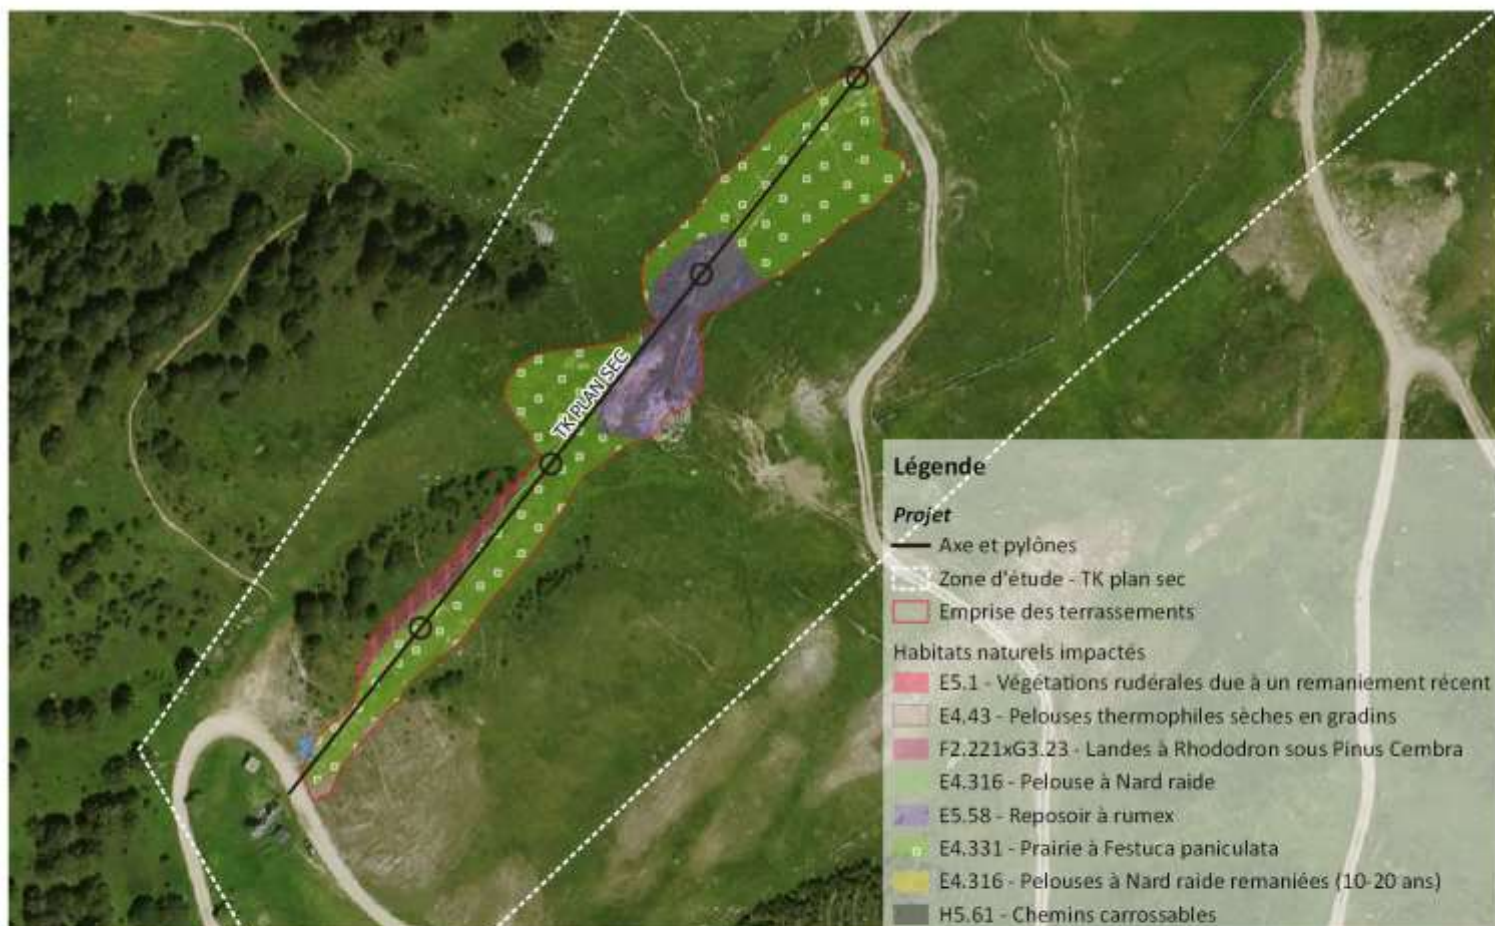 TK PLAN SEC
Légende
Projet
Axe et pylônes
Zone d'étude - TK plan sec
Emprise des terrassements
Habitats naturels impactés
E5.1 - Végétations rudérales due à un remaniement récent
E4.43 - Pelouses thermophiles sèches en gradins
F2.221xG3.23 - Landes à Rhododron sous Pinus Cembra
E4.316 - Pelouse à Nard raide
E5.58 - Reposoir à rumex
E4.331 - Prairie à Festuca paniculata
E4.316 - Pelouses à Nard raide remaniées (10-20 ans)
H5.61 - Chemins carrossables